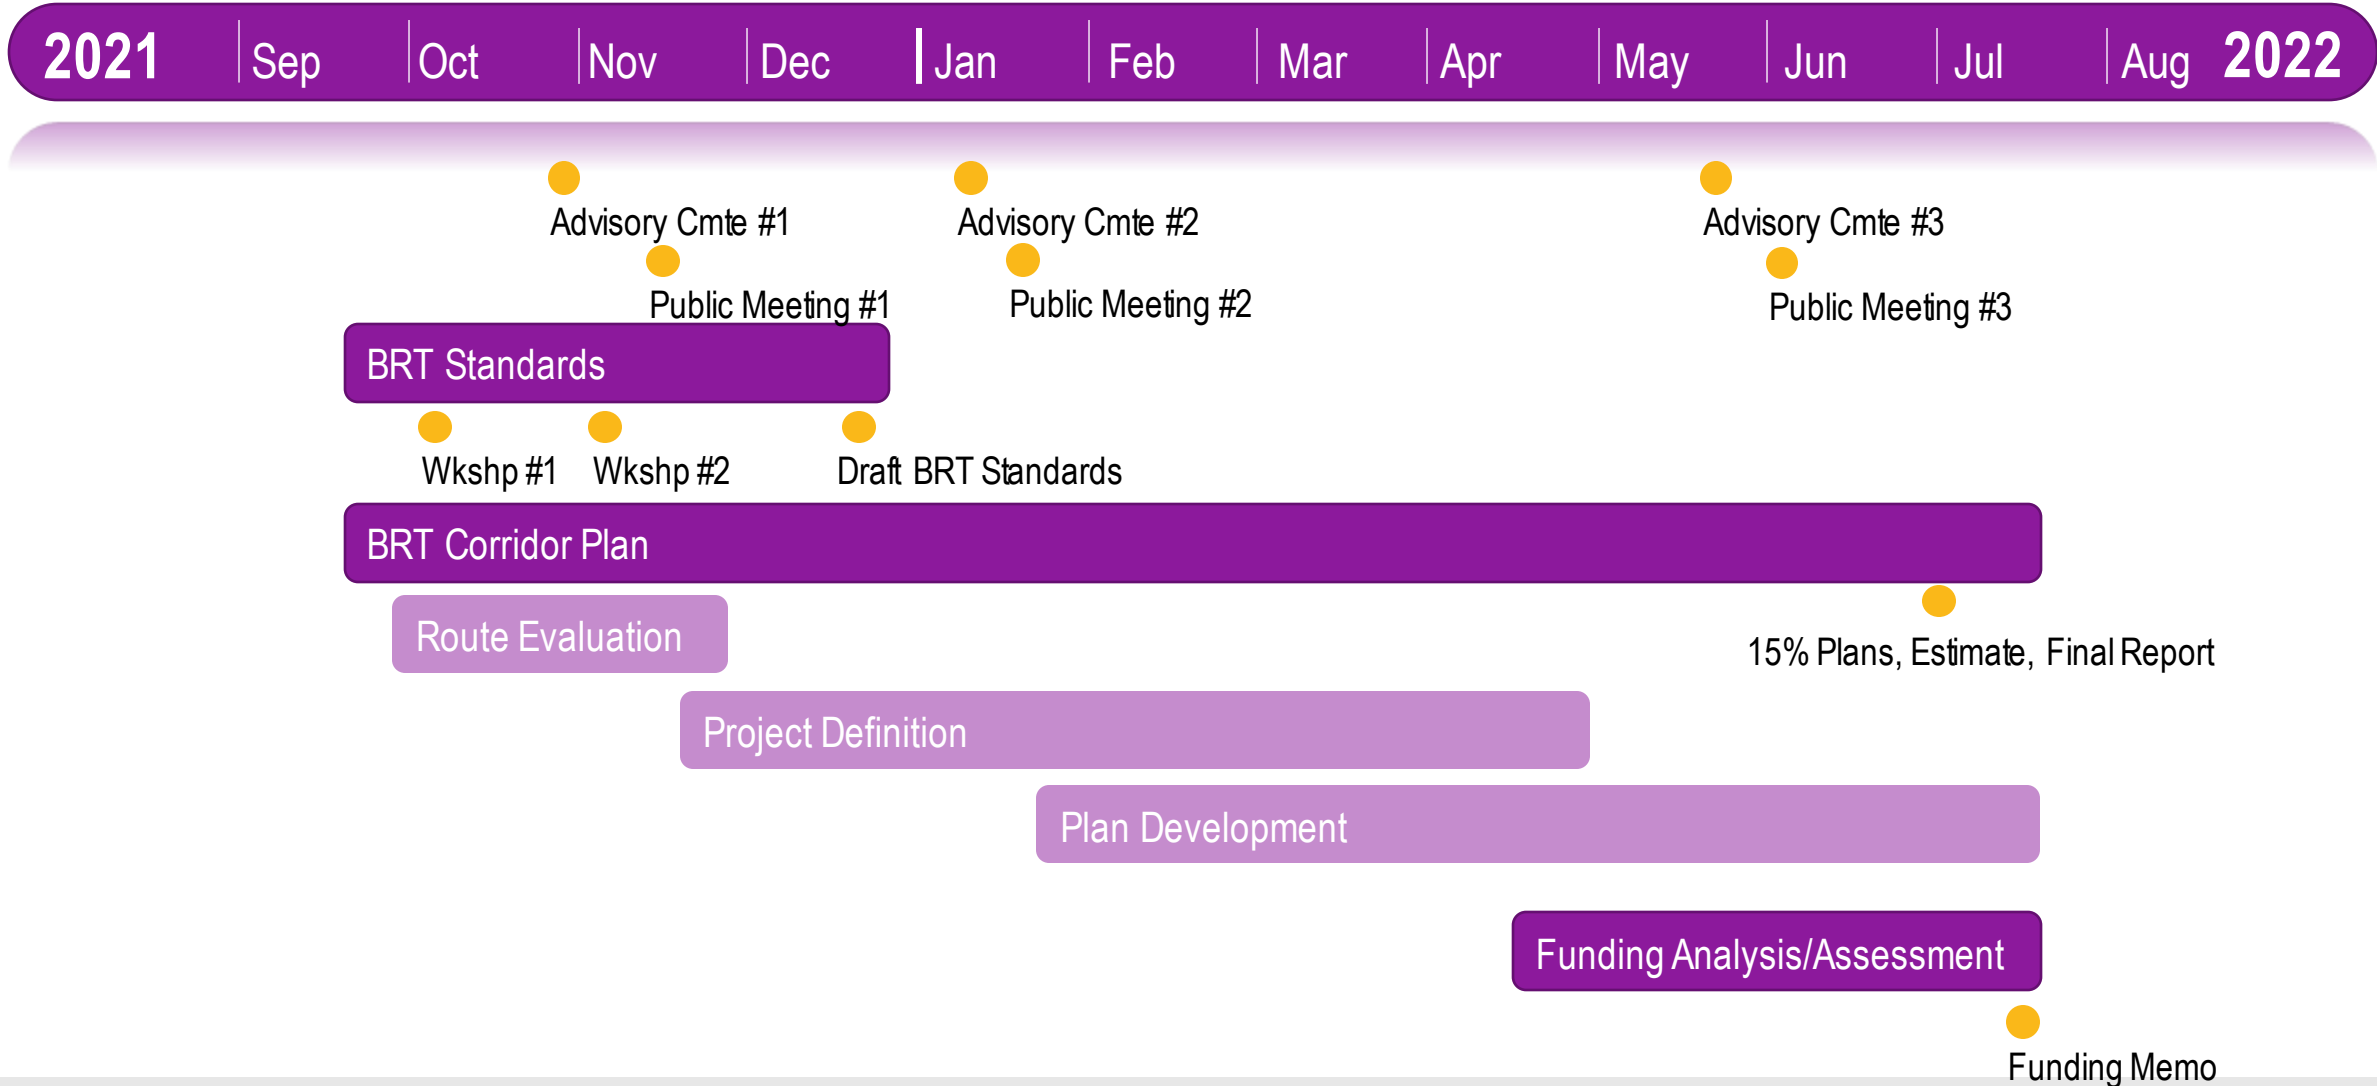 2021 Sep Oct Nov Dec Jan Feb Mar Apr May Jun Jul Aug 2022
Advisory Cmte #1 Advisory Cmte #2 Advisory Cmte #3
Public Meeting #1 Public Meeting #2 Public Meeting #3
BRT Standards
Wkshp #1 Wkshp #2 Draft BRT Standards
BRT Corridor Plan
Route Evaluation
15% Plans, Estimate, Final Report
Project Definition
Plan Development
Funding Analysis/Assessment
Funding Memo